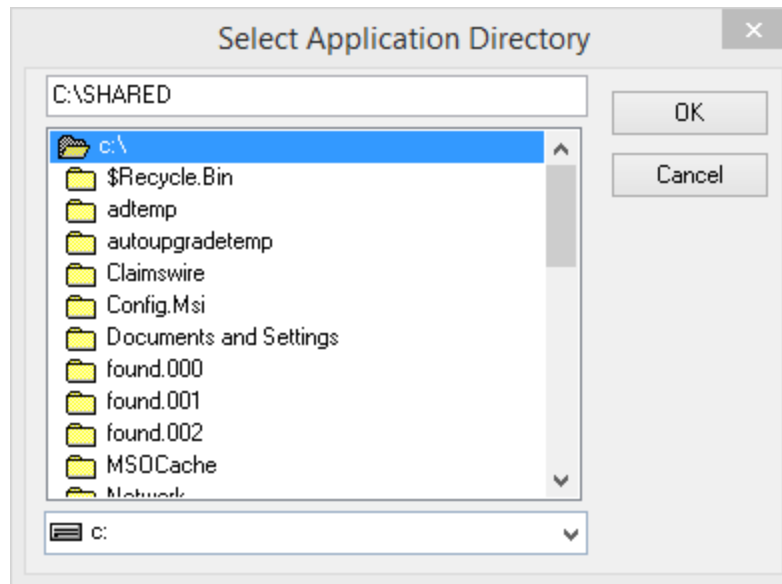 Select Application Directory
C:\SHARED
OK
c:\
$Recycle.Bin
Cancel
adtemp
autoupgradetemp
Claimswire
Config.Msi
Documents and Settings
found.000
found.001
found.002
MSOCache
Network
c: